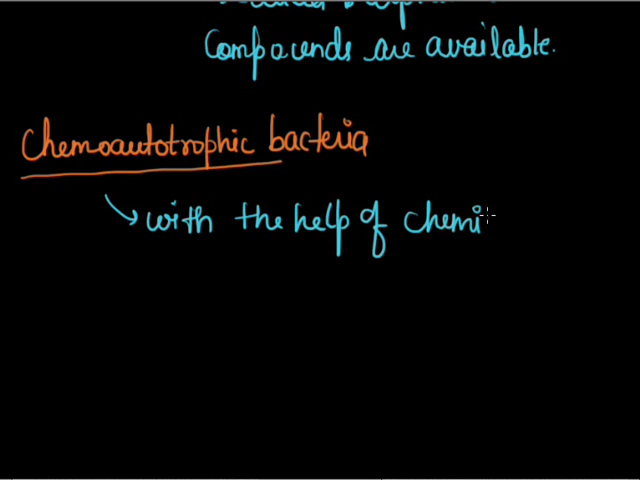 Compounds are available.
Chemoautotrophic bacteria
with the help of chemi